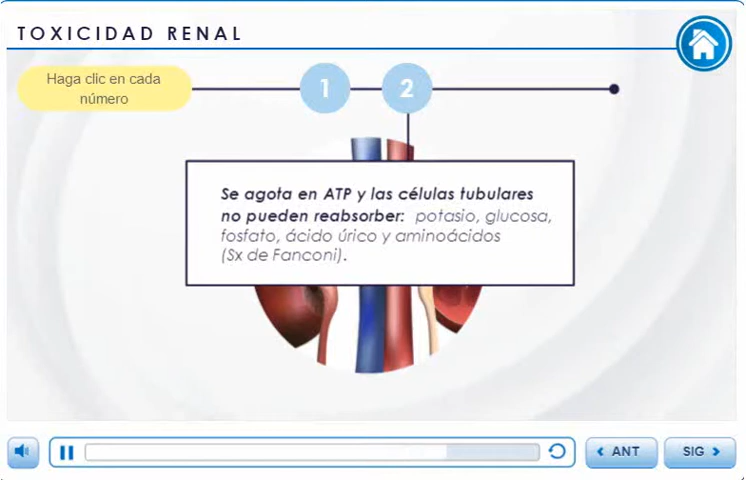 TOXICIDAD RENAL
Haga clic en cada
número
1
2
Se agota en ATP y las células tubulares
no pueden reabsorber: potasio, glucosa,
fosfato, ácido úrico y aminoácidos
(Sx de Fanconi).
ANT
SIG